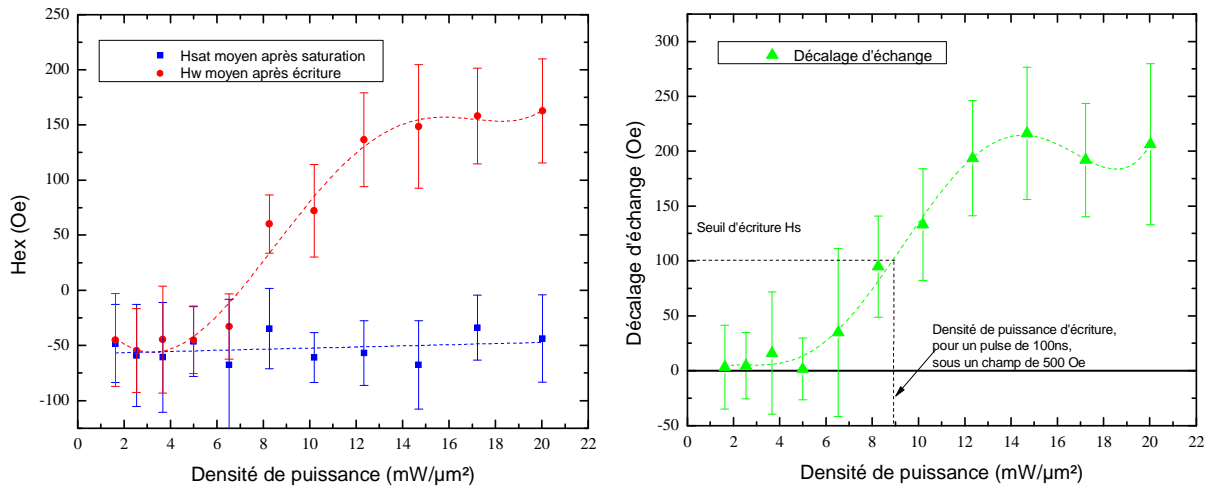 250
200
150
100
50
0
-50
-100
Hex (Oe)
Hsat moyen après saturation
Hw moyen après écriture
0 2 4 6 8 10 12 14 16 18 20 22
Densité de puissance (mW/µm²)
300
250
200
150
100
50
0
-50
Décalage d'échange (Oe)
Décalage d'échange
Seuil d'écriture Hs
Densité de puissance d'écriture,
pour un pulse de 100ns,
sous un champ de 500 Oe
0 2 4 6 8 10 12 14 16 18 20 22
Densité de puissance (mW/µm²)